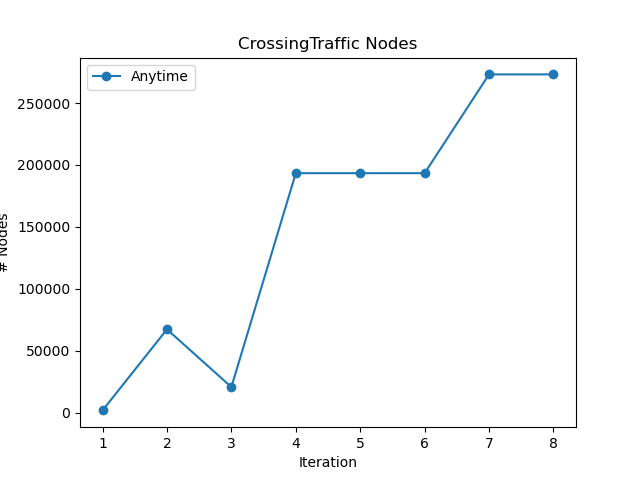 CrossingTraffic Nodes
Anytime
250000
200000
150000
100000
50000
0
# Nodes
1 2 3 4 5 6 7 8
Iteration